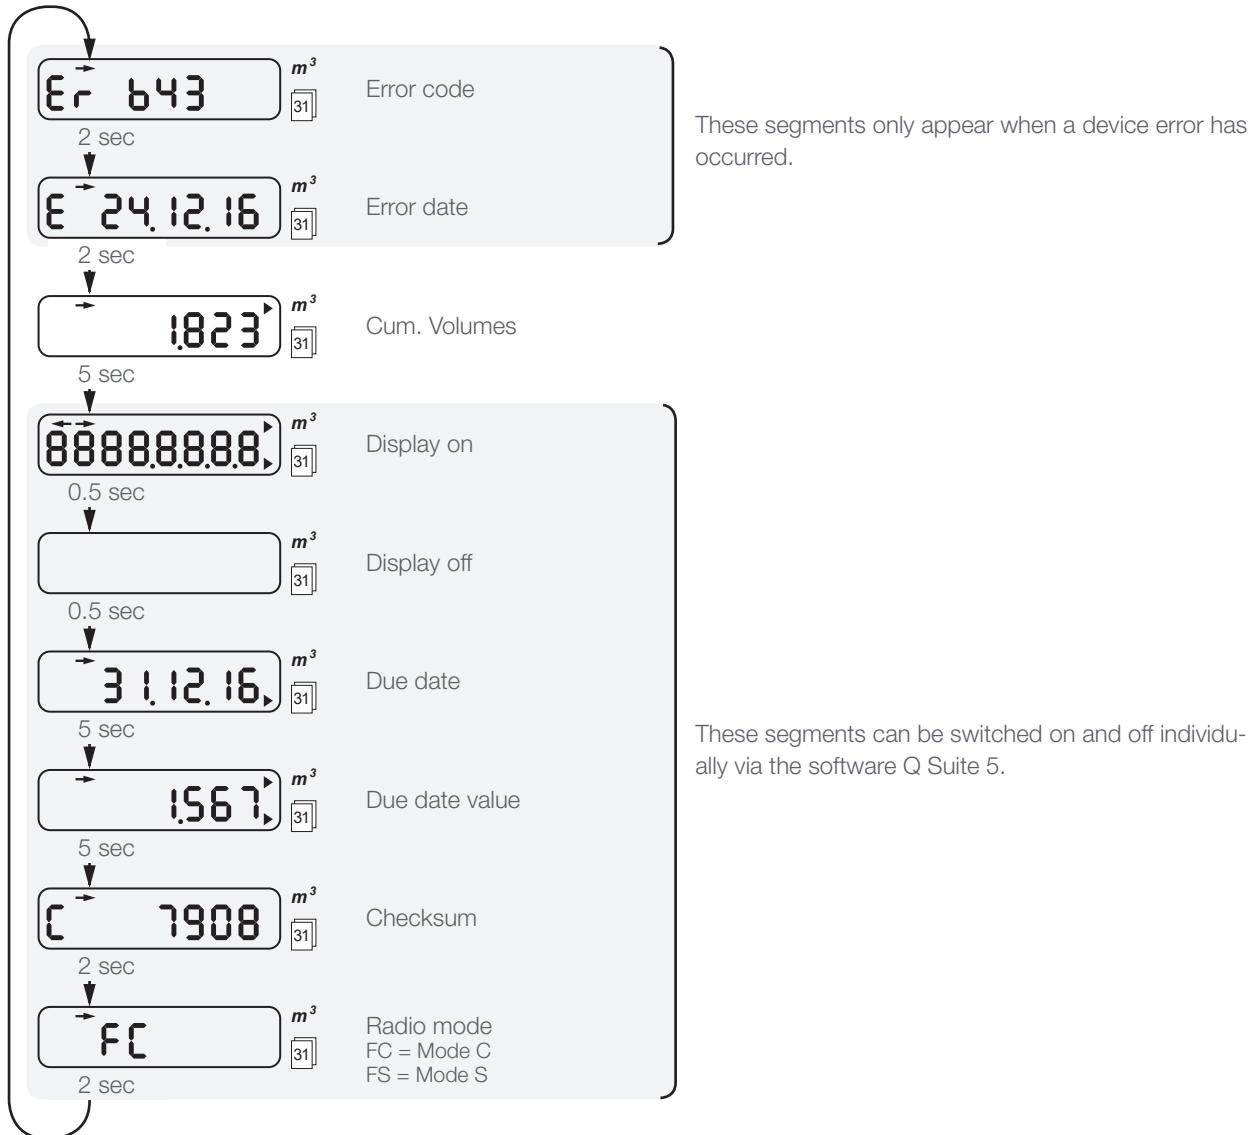 m³
Er b43
31
Error code
2 sec
These segments only appear when a device error has
occurred.
m³
E 24.12.16
31
Error date
2 sec
m³
1.823
31
Cum. Volumes
5 sec
m³
88888.8.8.8.
31
Display on
0.5 sec
m³
31
Display off
0.5 sec
m³
31.12.16
31
Due date
5 sec
These segments can be switched on and off individu-
ally via the software Q Suite 5.
m³
1.567
31
Due date value
5 sec
m³
C 7908
31
Checksum
2 sec
m³
FC
31
Radio mode
FC = Mode C
FS = Mode S
2 sec